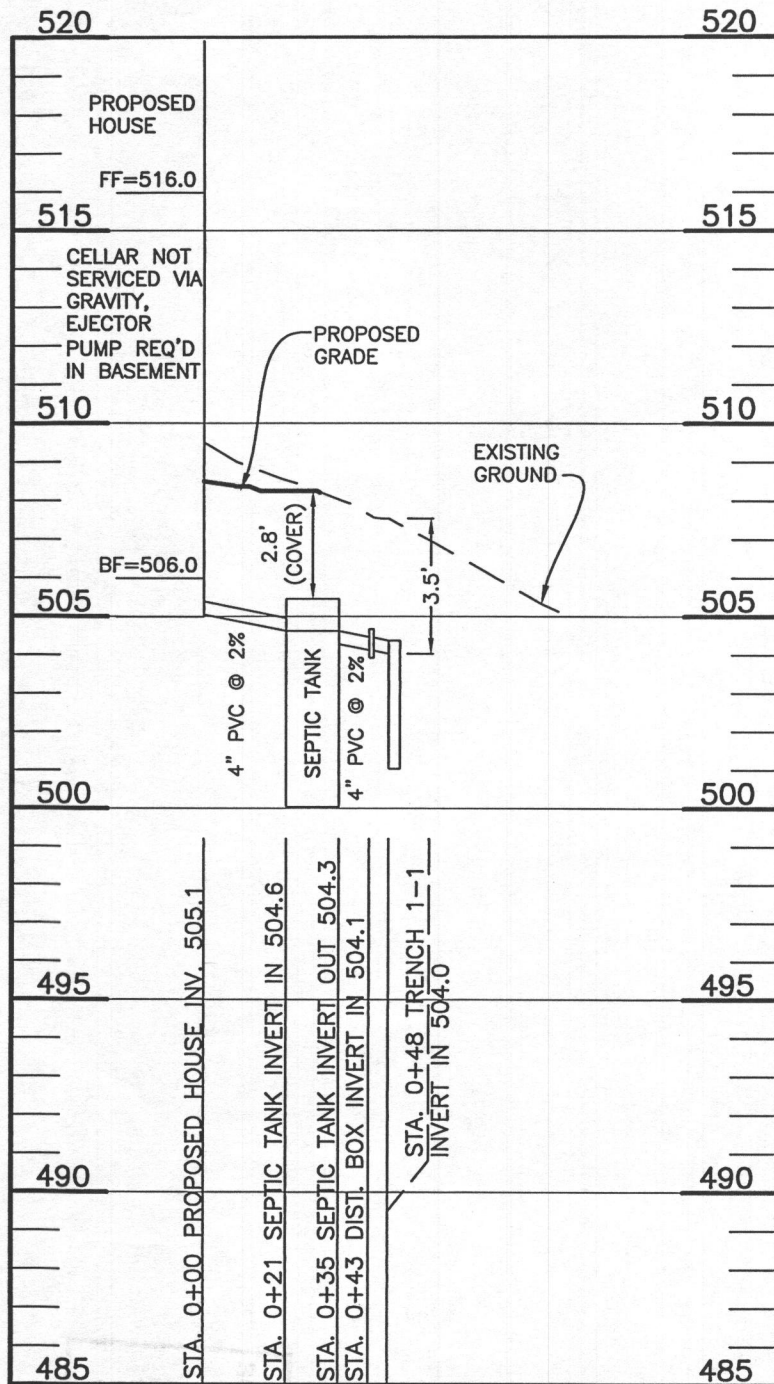 520
520
PROPOSED
HOUSE
FF=516.0
515
515
CELLAR NOT
SERVICED VIA
GRAVITY,
EJECTOR
PUMP REQ'D
IN BASEMENT
PROPOSED
GRADE
510
510
EXISTING
GROUND
2.8'
(COVER)
3.5'
BF=506.0
505
505
4" PVC @ 2%
SEPTIC TANK
4" PVC @ 2%
500
500
STA. 0+00 PROPOSED HOUSE INV. 505.1
STA. 0+21 SEPTIC TANK INVERT IN 504.6
STA. 0+35 SEPTIC TANK INVERT OUT 504.3
STA. 0+43 DIST. BOX INVERT IN 504.1
STA. 0+48 TRENCH 1-1
INVERT IN 504.0
495
495
490
490
485
485